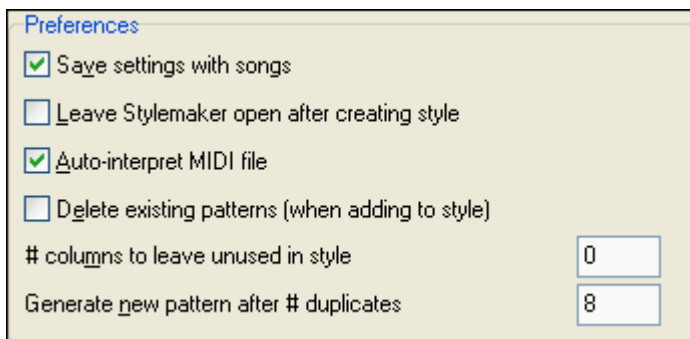 Preferences
Save settings with songs
Leave Stylemaker open after creating style
Auto-interpret MIDI file
Delete existing patterns (when adding to style)
# columns to leave unused in style 0
Generate new pattern after # duplicates 8